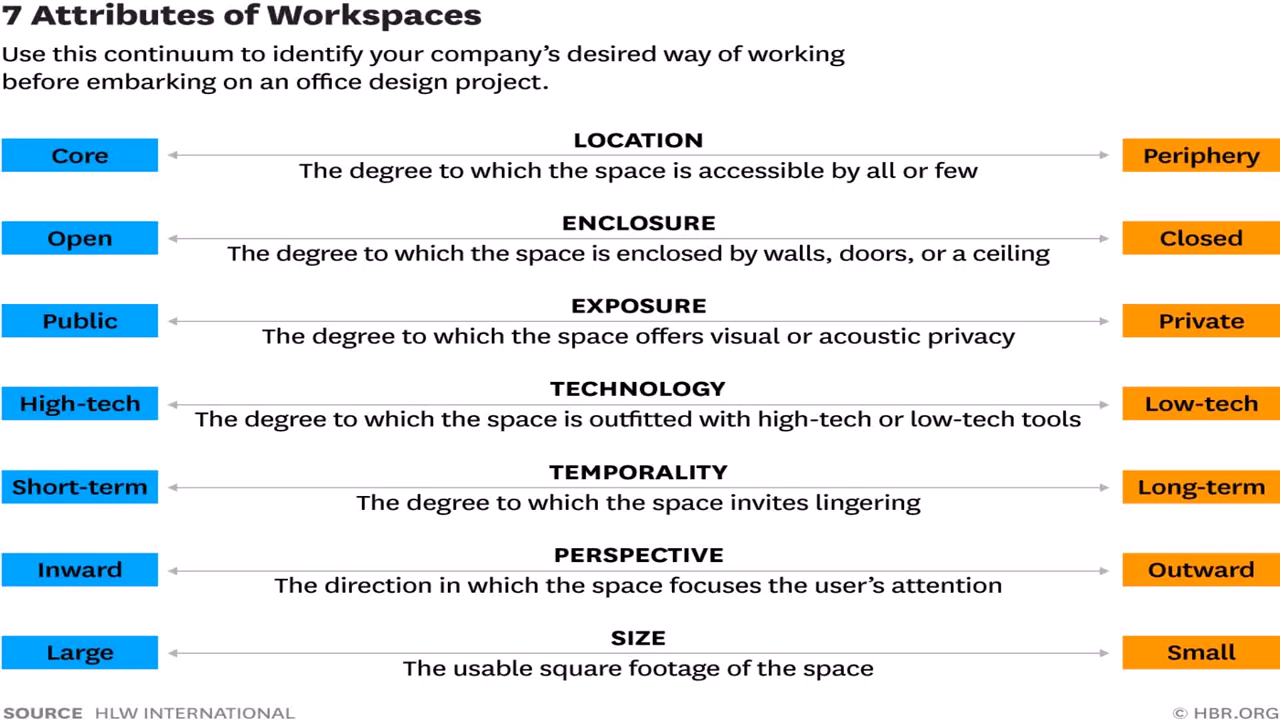 7 Attributes of Workspaces
Use this continuum to identify your company's desired way of working
before embarking on an office design project.
LOCATION
Core
Periphery
The degree to which the space is accessible by all or few
ENCLOSURE
Open
Closed
The degree to which the space is enclosed by walls, doors, or a ceiling
EXPOSURE
Public
Private
The degree to which the space offers visual or acoustic privacy
TECHNOLOGY
High-tech
Low-tech
The degree to which the space is outfitted with high-tech or low-tech tools
TEMPORALITY
Short-term
Long-term
The degree to which the space invites lingering
PERSPECTIVE
Inward
Outward
The direction in which the space focuses the user's attention
SIZE
Large
Small
The usable square footage of the space
SOURCE HLW INTERNATIONAL
© HBR.ORG